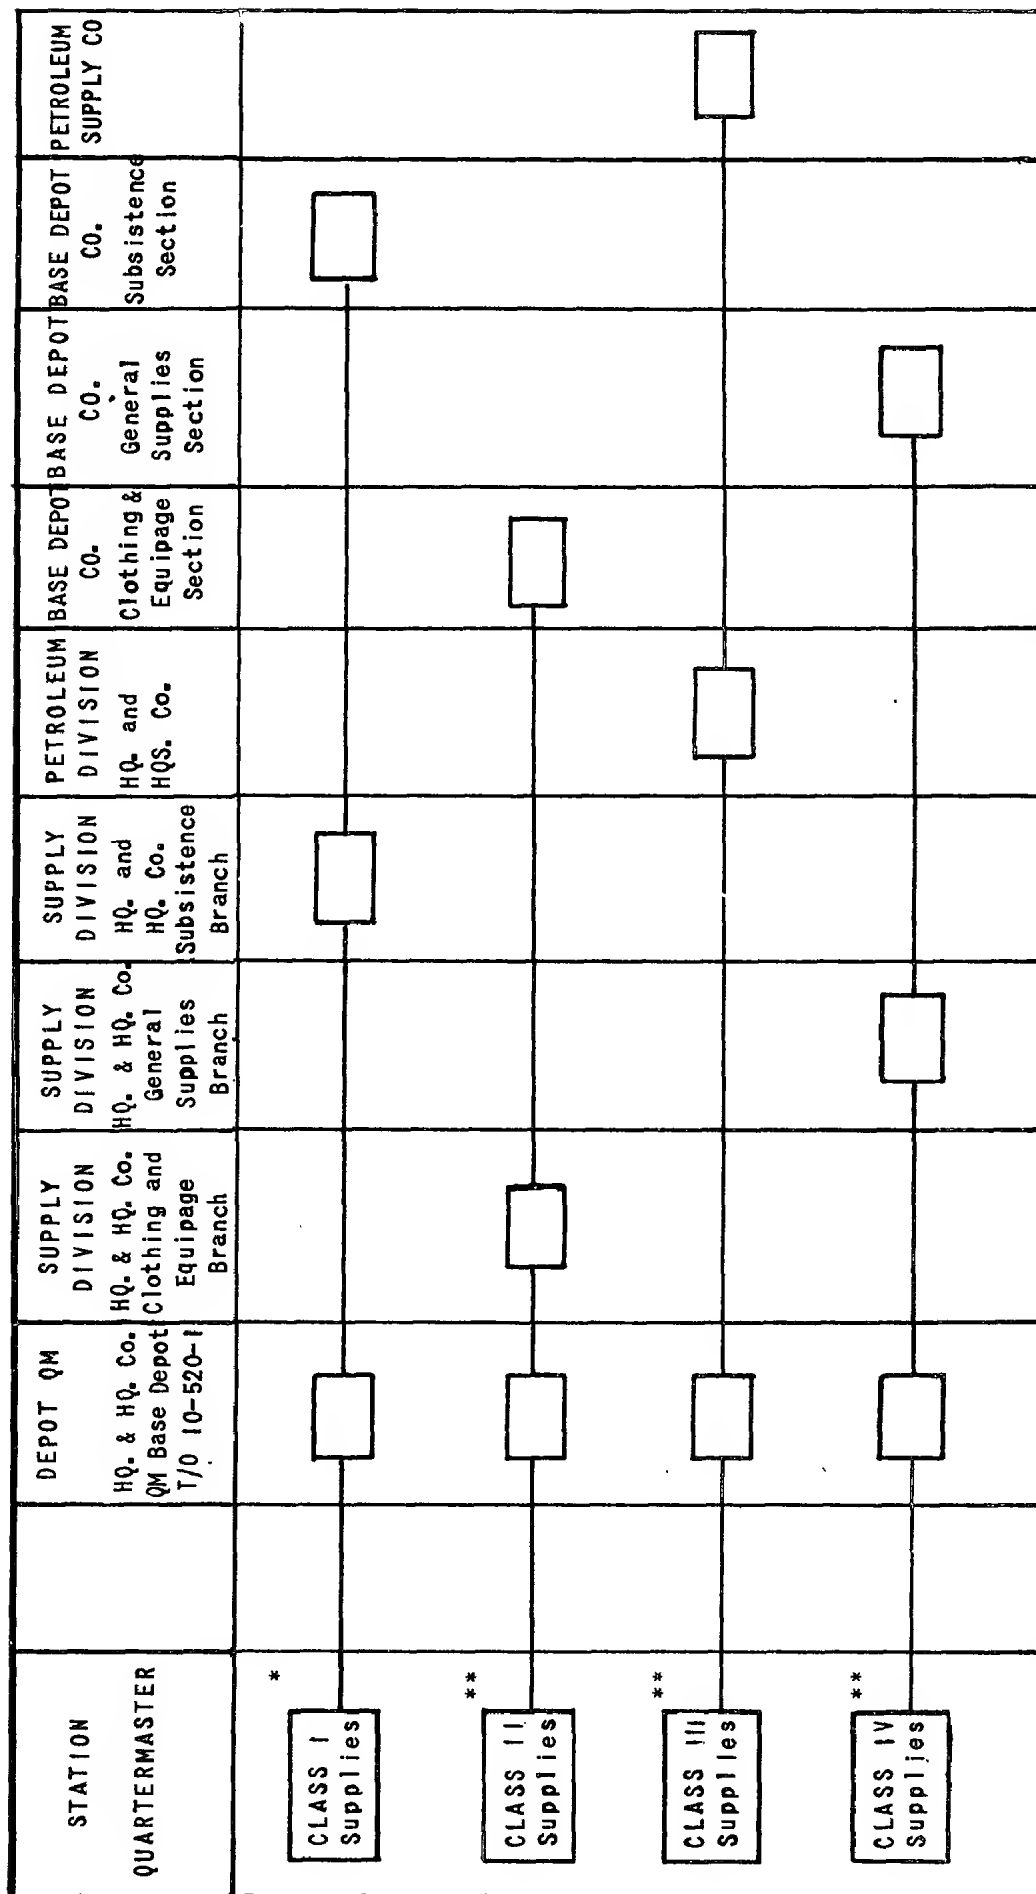 STATION
QUARTERMASTER
DEPOT QM
HQ. & HQ. Co.
QM Base Depot
T/O 10-520-1
SUPPLY
DIVISION
HQ. & HQ. Co.
Clothing and
Equipage
Branch
SUPPLY
DIVISION
HQ. & HQ. Co.
General
Supplies
Branch
SUPPLY
DIVISION
HQ. and
HQ. Co.
Subsistence
Branch
PETROLEUM
DIVISION
HQ. and
HQS. Co.
BASE DEPOT
CO.
Clothing &
Equipage
Section
BASE DEPOT
CO.
General
Supplies
Section
BASE DEPOT
CO.
Subsistence
Section
PETROLEUM
SUPPLY CO
*
CLASS I
Supplies
**
CLASS II
Supplies
**
CLASS III
Supplies
**
CLASS IV
Supplies